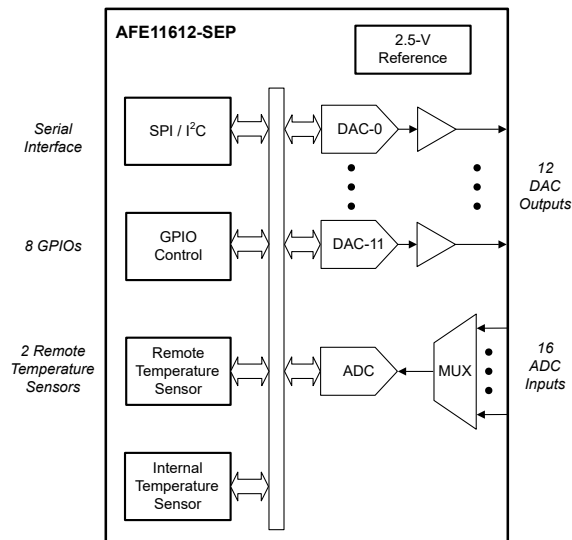 AFE11612-SEP
2.5-V
Reference
Serial
Interface
SPI / I²C
DAC-0
12
DAC
Outputs
8 GPIOs
GPIO
Control
DAC-11
2 Remote
Temperature
Sensors
Remote
Temperature
Sensor
ADC
MUX
16
ADC
Inputs
Internal
Temperature
Sensor